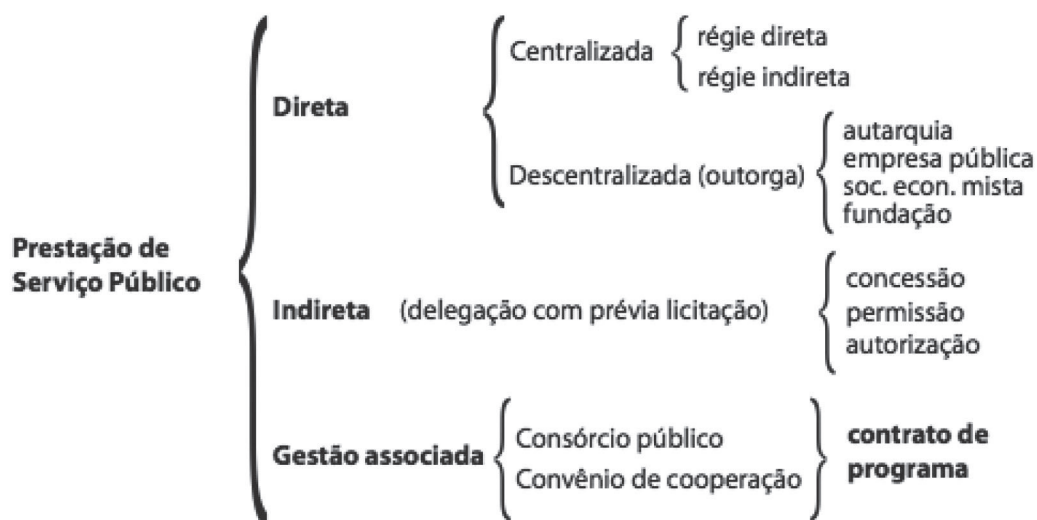 Prestação de
Serviço Público
Direta
Centralizada
régie direta
régie indireta
Descentralizada (outorga)
autarquia
empresa pública
soc. econ. mista
fundação
Indireta (delegação com prévia licitação)
concessão
permissão
autorização
Gestão associada
Consórcio público
Convênio de cooperação
contrato de
programa